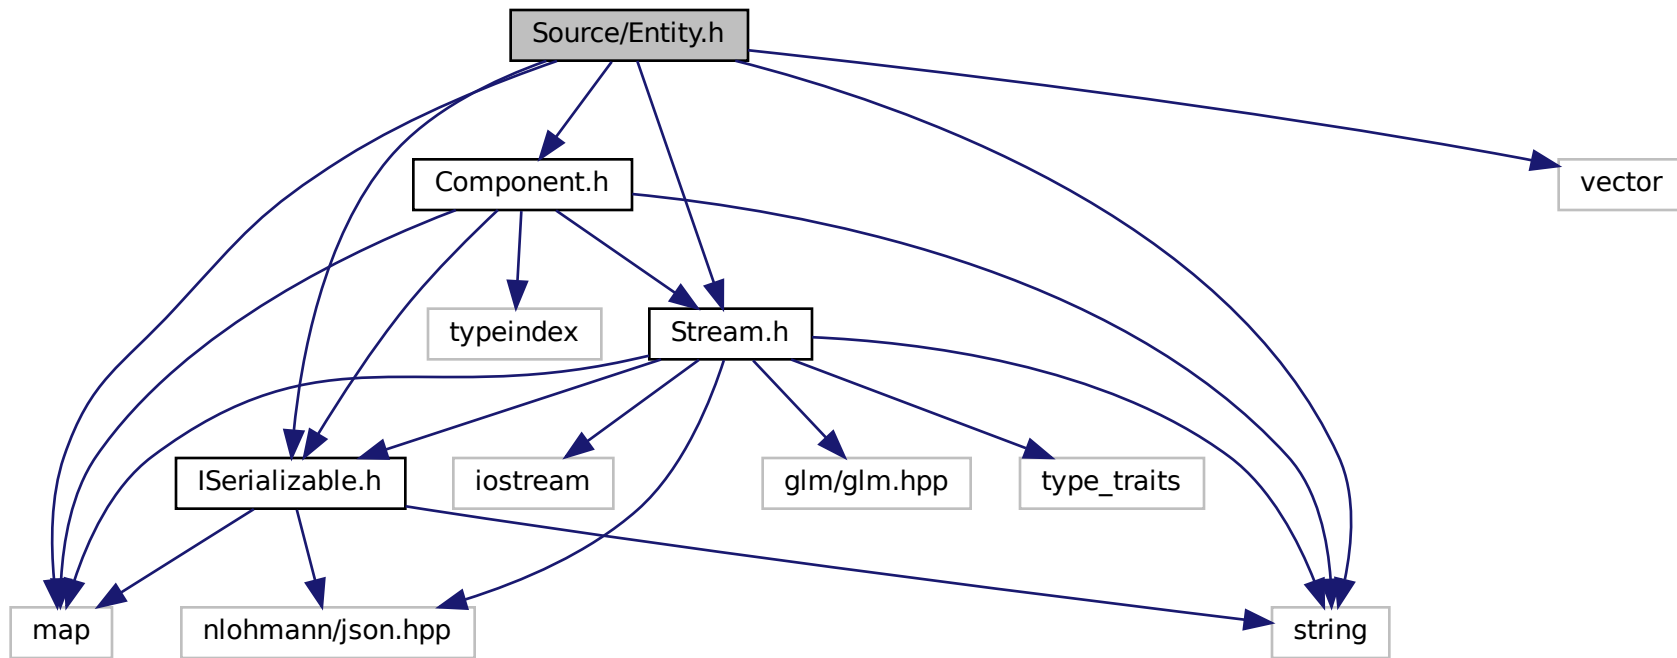 Source/Entity.h
Component.h
vector
typeindex
Stream.h
ISerializable.h
iostream
glm/glm.hpp
type_traits
map
nlohmann/json.hpp
string